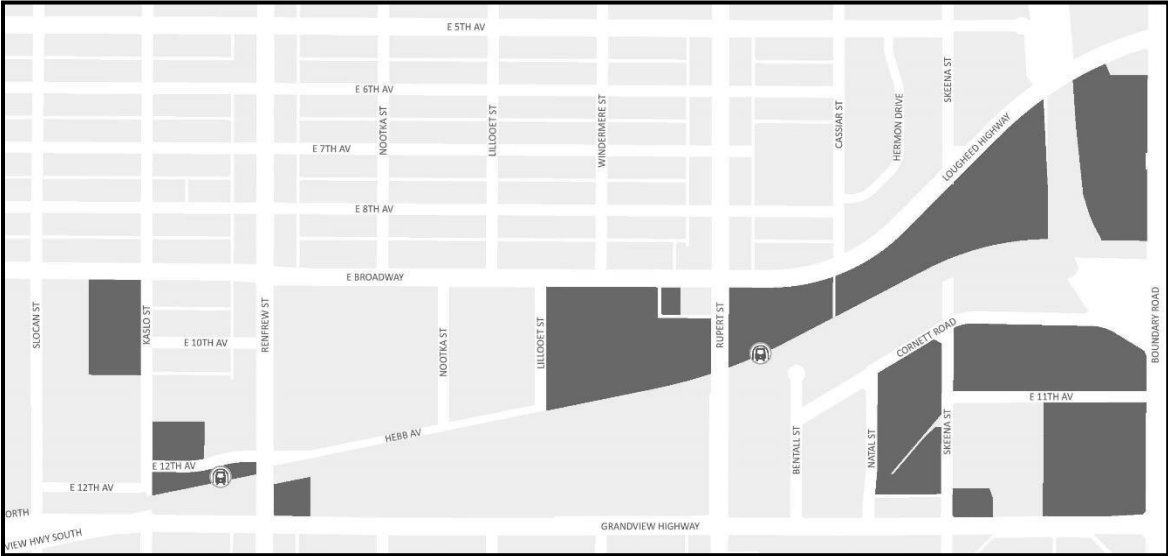 E 5TH AV
E 6TH AV
E 7TH AV
E 8TH AV
NOOTKA ST
LILLOOET ST
WINDERMERE ST
CASSIAR ST
HERMON DRIVE
SKEENA ST
LOUGHEED HIGHWAY
E BROADWAY
SLOCAN ST
KASLO ST
RENFREW ST
E 10TH AV
NOOTKA ST
LILLOOET ST
RUPERT ST
CORNETT ROAD
BOUNDARY ROAD
E 11TH AV
HEBB AV
E 12TH AV
E 12TH AV
BENTALL ST
NATAL ST
SKEENA ST
ORTH
VIEW HWY SOUTH
GRANDVIEW HIGHWAY